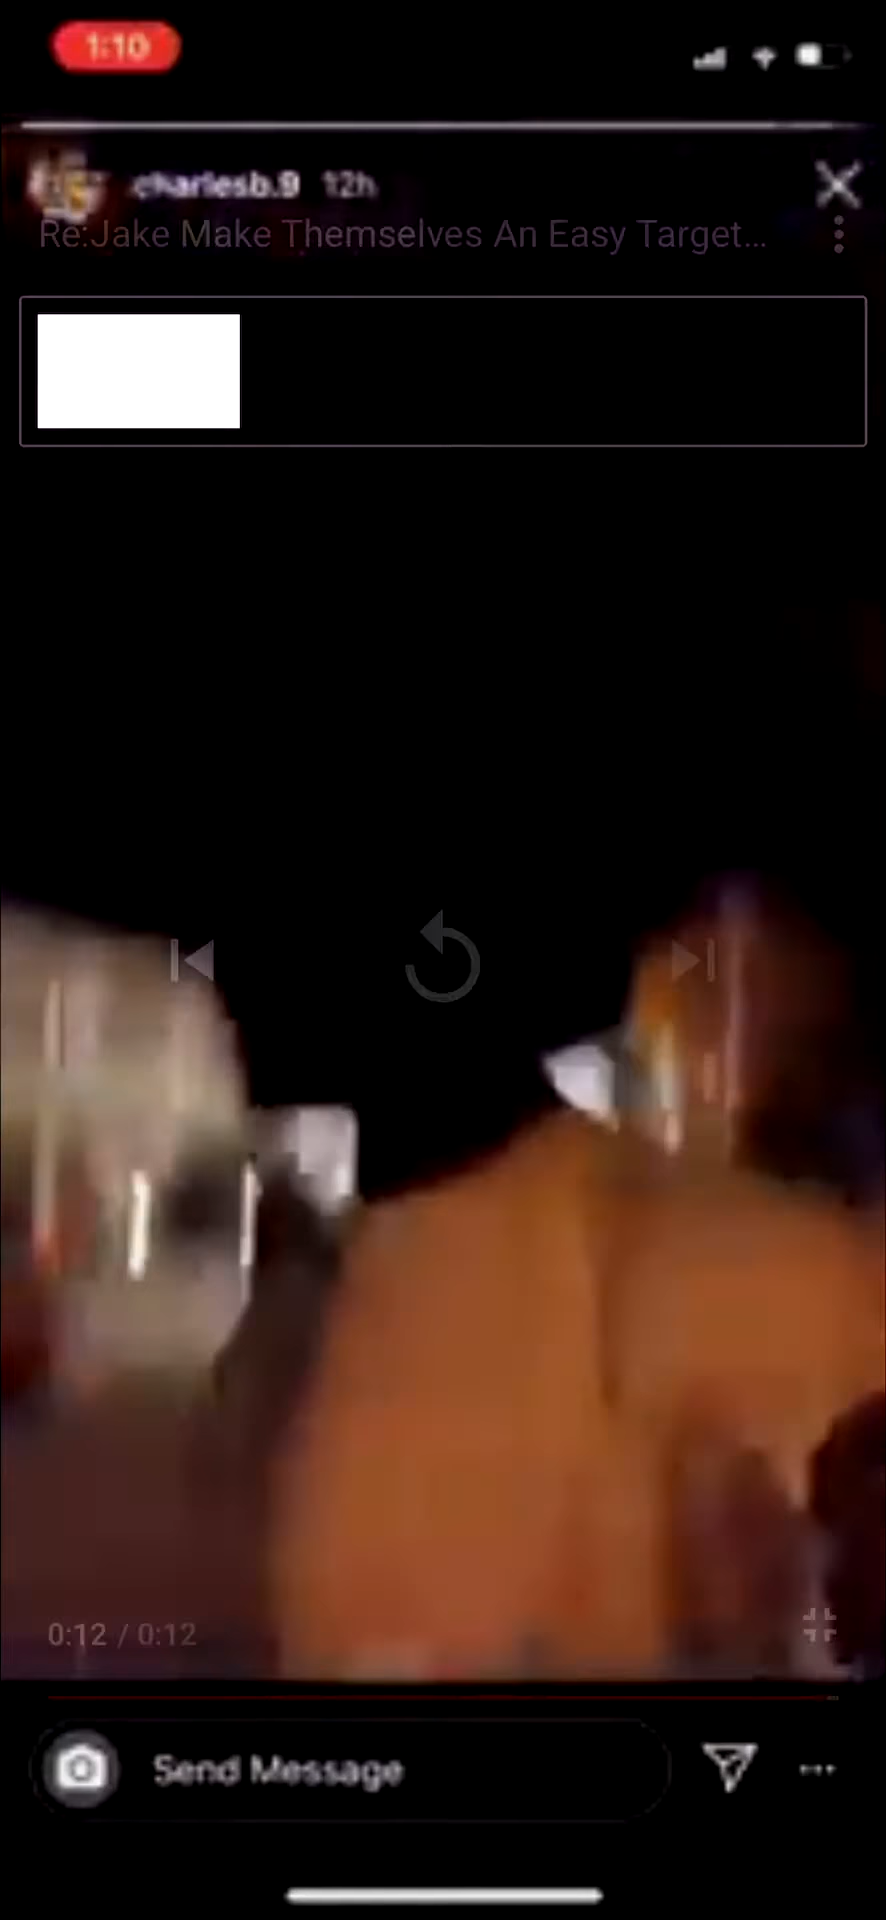 1:10
charlesb.9 12h
Re:Jake Make Themselves An Easy Target...
0:12 / 0:12
Send Message